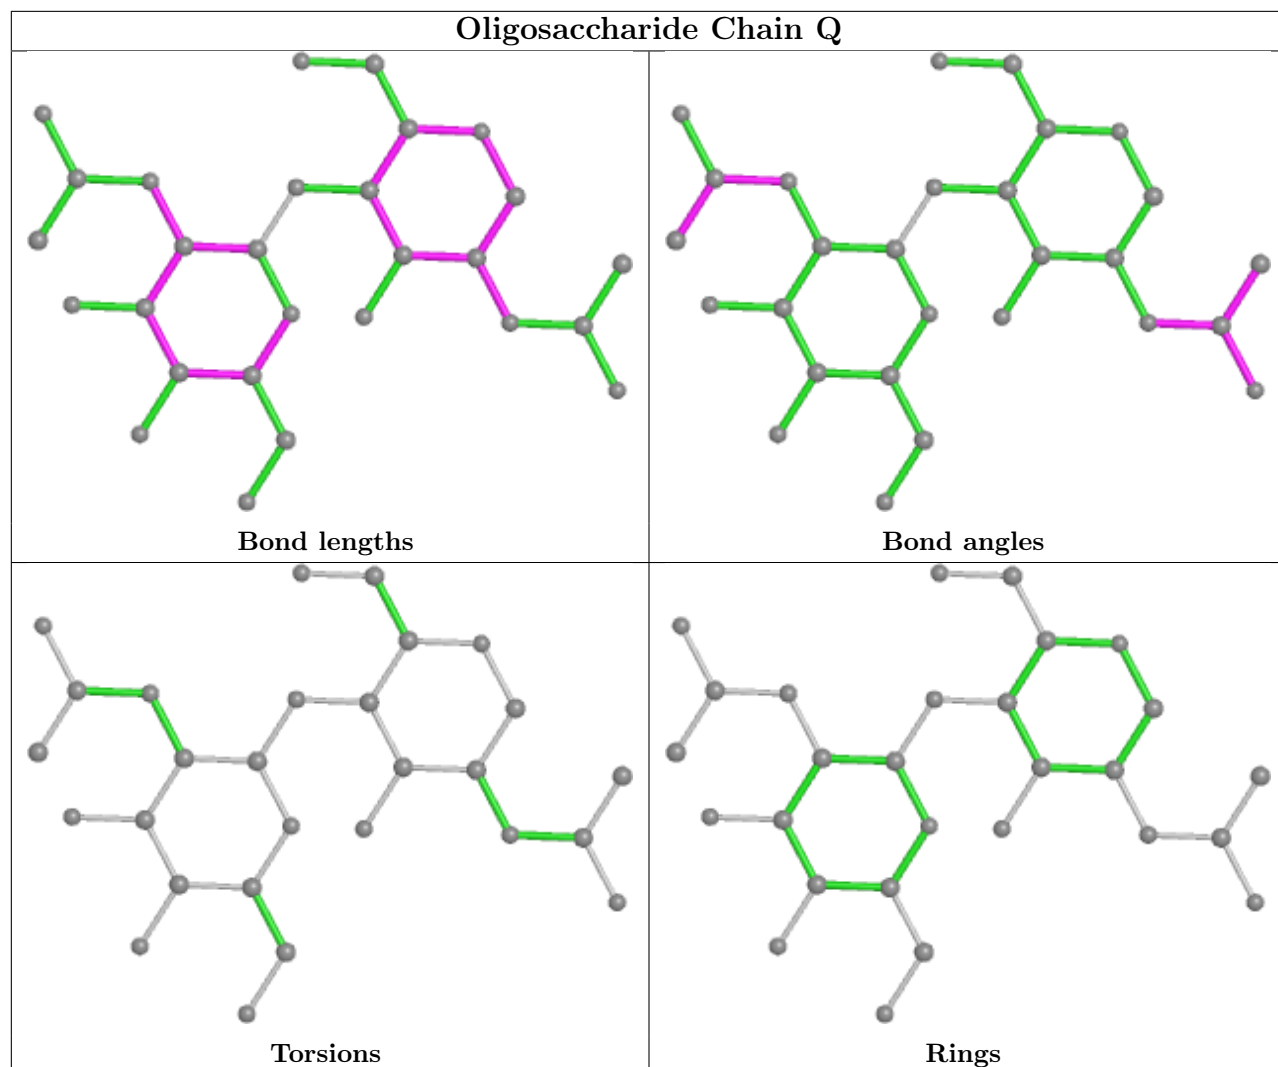 Oligosaccharide Chain Q
Bond lengths
Bond angles
Torsions
Rings